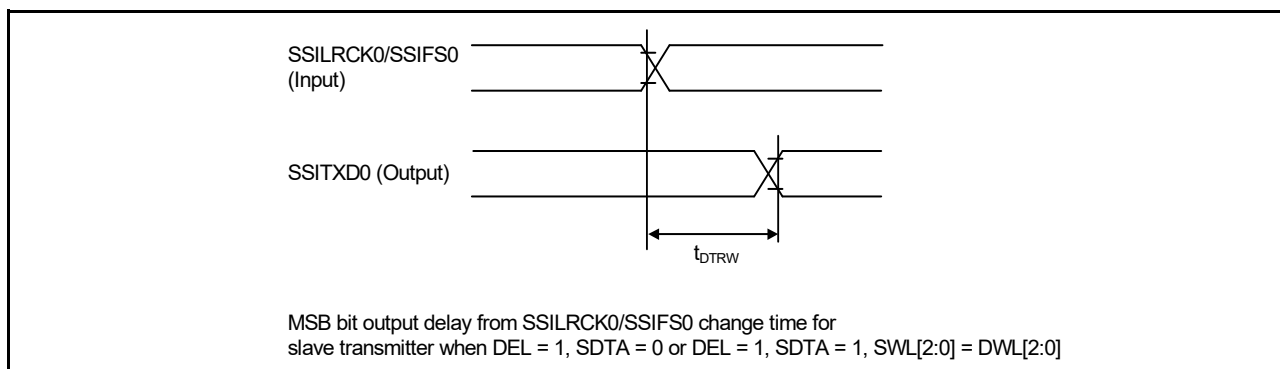 SSILRCK0/SSIFS0
(Input)
SSITXD0 (Output)
tDTRW
MSB bit output delay from SSILRCK0/SSIFS0 change time for
slave transmitter when DEL = 1, SDTA = 0 or DEL = 1, SDTA = 1, SWL[2:0] = DWL[2:0]